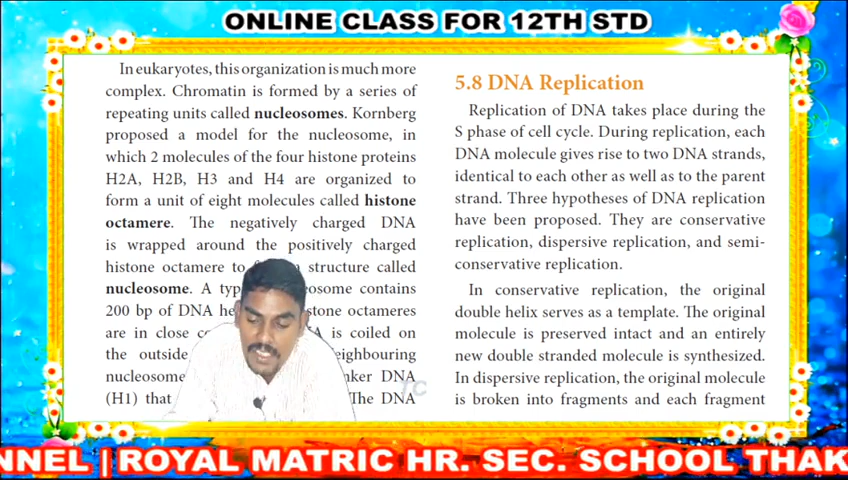 ONLINE CLASS FOR 12TH STD
In eukaryotes, this organization is much more
complex. Chromatin is formed by a series of
repeating units called nucleosomes. Kornberg
proposed a model for the nucleosome, in
which 2 molecules of the four histone proteins
H2A, H2B, H3 and H4 are organized to
form a unit of eight molecules called histone
octamere. The negatively charged DNA
is wrapped around the positively charged
histone octamere to structure called
nucleosome. A contains
200 bp of DNA
are in close is coiled on
the outside
nucleosome DNA
(H1) that The DNA
5.8 DNA Replication
Replication of DNA takes place during the
S phase of cell cycle. During replication, each
DNA molecule gives rise to two DNA strands,
identical to each other as well as to the parent
strand. Three hypotheses of DNA replication
have been proposed. They are conservative
replication, dispersive replication, and semi-
conservative replication.
In conservative replication, the original
double helix serves as a template. The original
molecule is preserved intact and an entirely
new double stranded molecule is synthesized.
In dispersive replication, the original molecule
is broken into fragments and each fragment
NNEL | ROYAL MATRIC HR. SEC. SCHOOL THAK